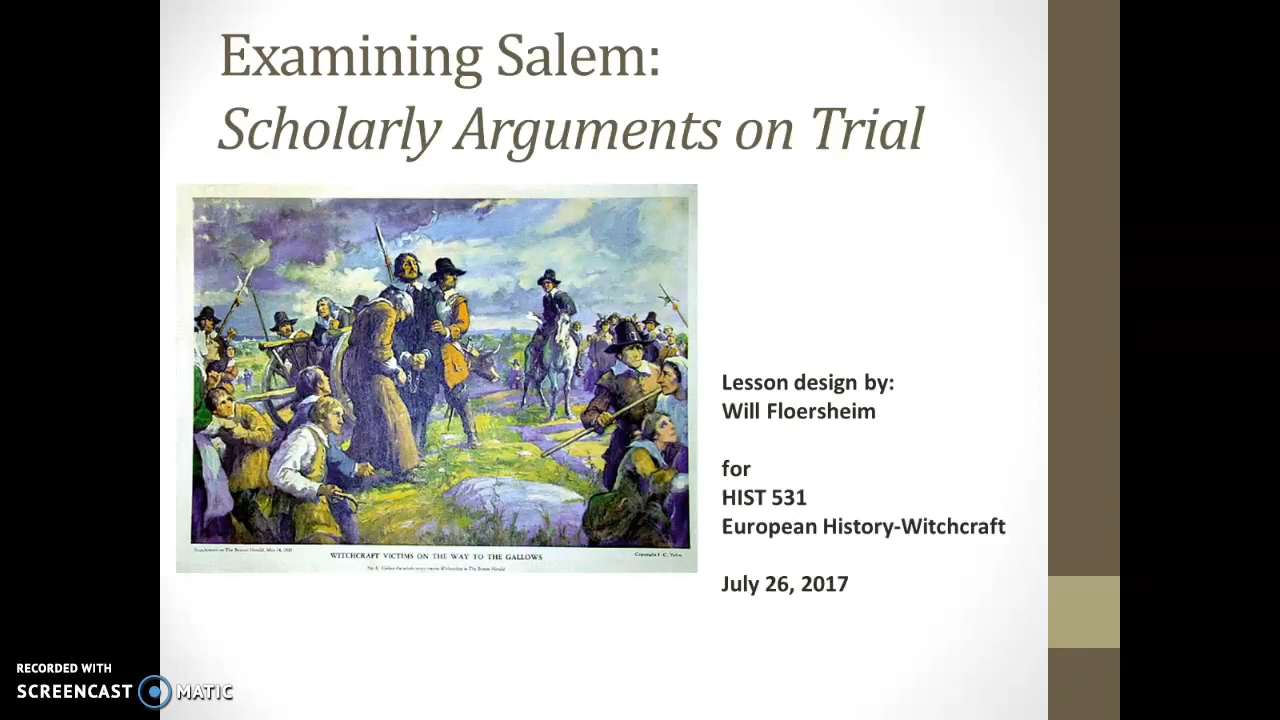 Examining Salem:
Scholarly Arguments on Trial
Lesson design by:
Will Floersheim
for
HIST 531
European History-Witchcraft
July 26, 2017
WITCHCRAFT VICTIMS ON THE WAY TO THE GALLOWS
RECORDED WITH
SCREENCAST MATIC